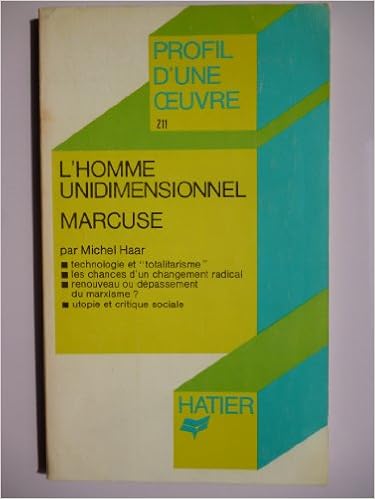 PROFIL
D'UNE
ŒUVRE
211
L'HOMME
UNIDIMENSIONNEL
MARCUSE
par Michel Haar
■ technologie et "totalitarisme"
■ les chances d'un changement radical
■ renouveau ou dépassement
du marxisme ?
■ utopie et critique sociale
HATIER